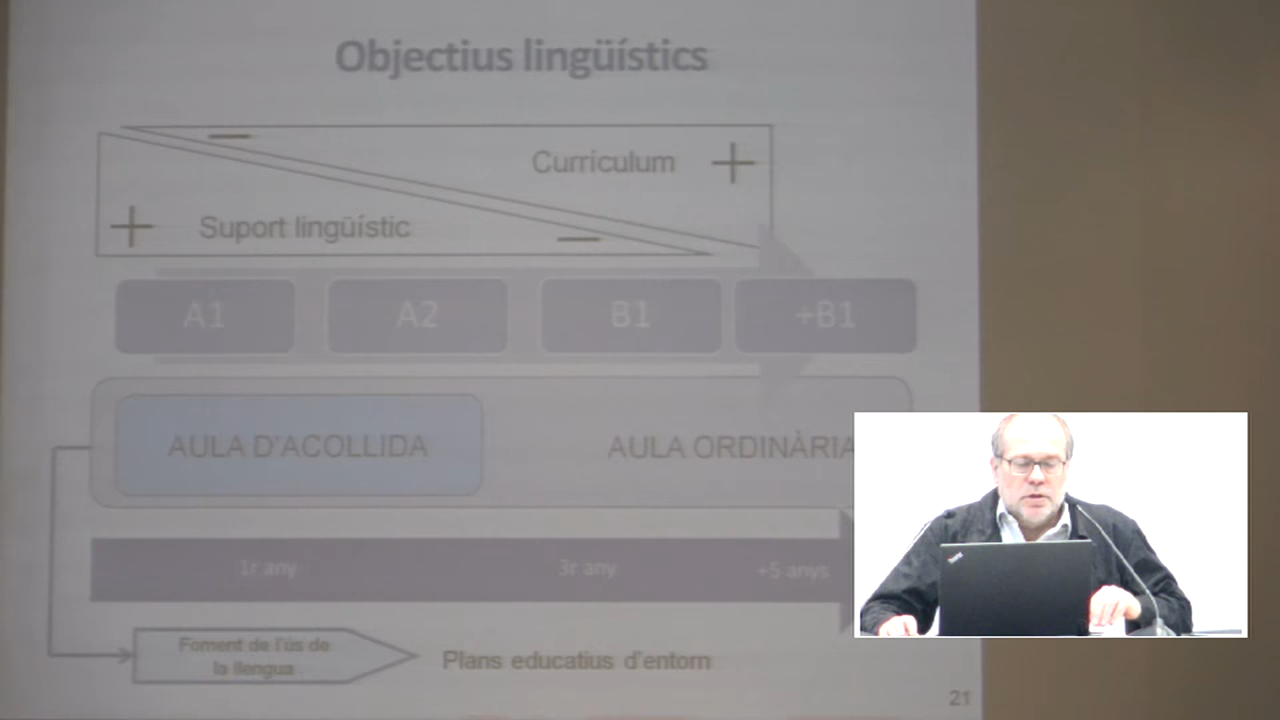 Objectius lingüístics
−
Curriculum +
+ Suport lingüístic −
A1 A2 B1 +B1
AULA D'ACOLLIDA AULA ORDINÀRIA
1r any 3r any +5 anys
Foment de l'ús de
la llengua
Plans educatius d'entorn
21